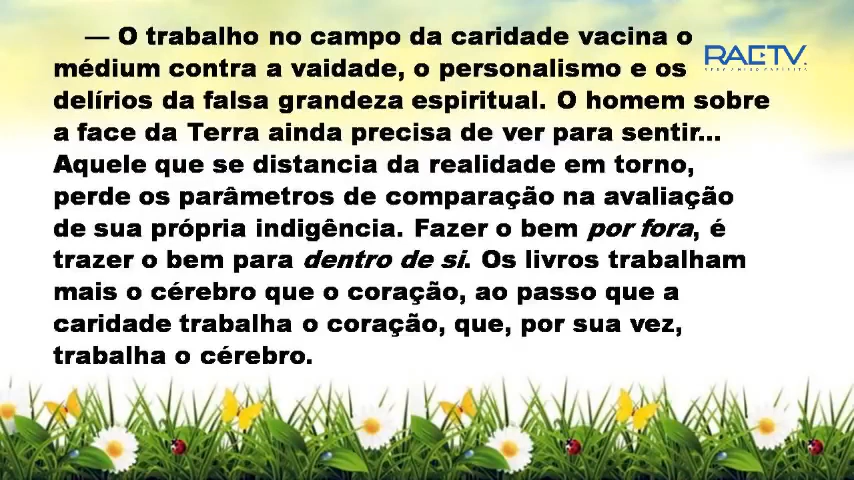 — O trabalho no campo da caridade vacina o
médium contra a vaidade, o personalismo e os
delírios da falsa grandeza espiritual. O homem sobre
a face da Terra ainda precisa de ver para sentir...
Aquele que se distancia da realidade em torno,
perde os parâmetros de comparação na avaliação
de sua própria indigência. Fazer o bem por fora, é
trazer o bem para dentro de si. Os livros trabalham
mais o cérebro que o coração, ao passo que a
caridade trabalha o coração, que, por sua vez,
trabalha o cérebro.
RAETV.